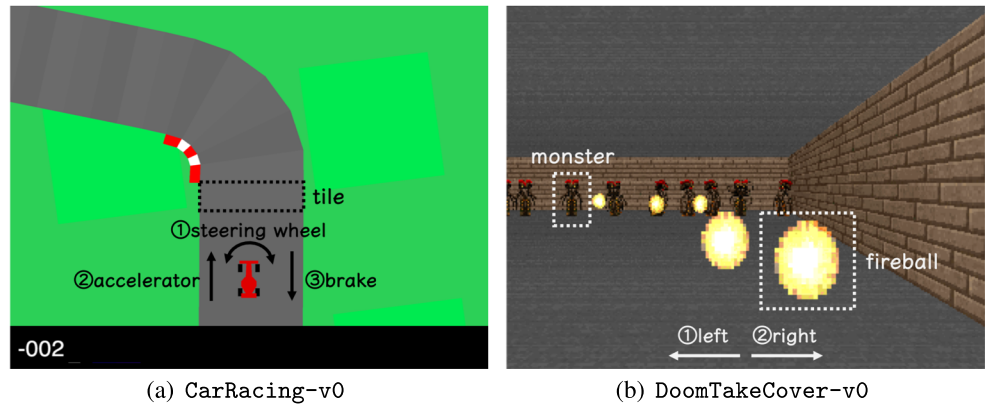 tile
①steering wheel
②accelerator
③brake
-002
(a) CarRacing-v0
monster
fireball
①left ②right
(b) DoomTakeCover-v0